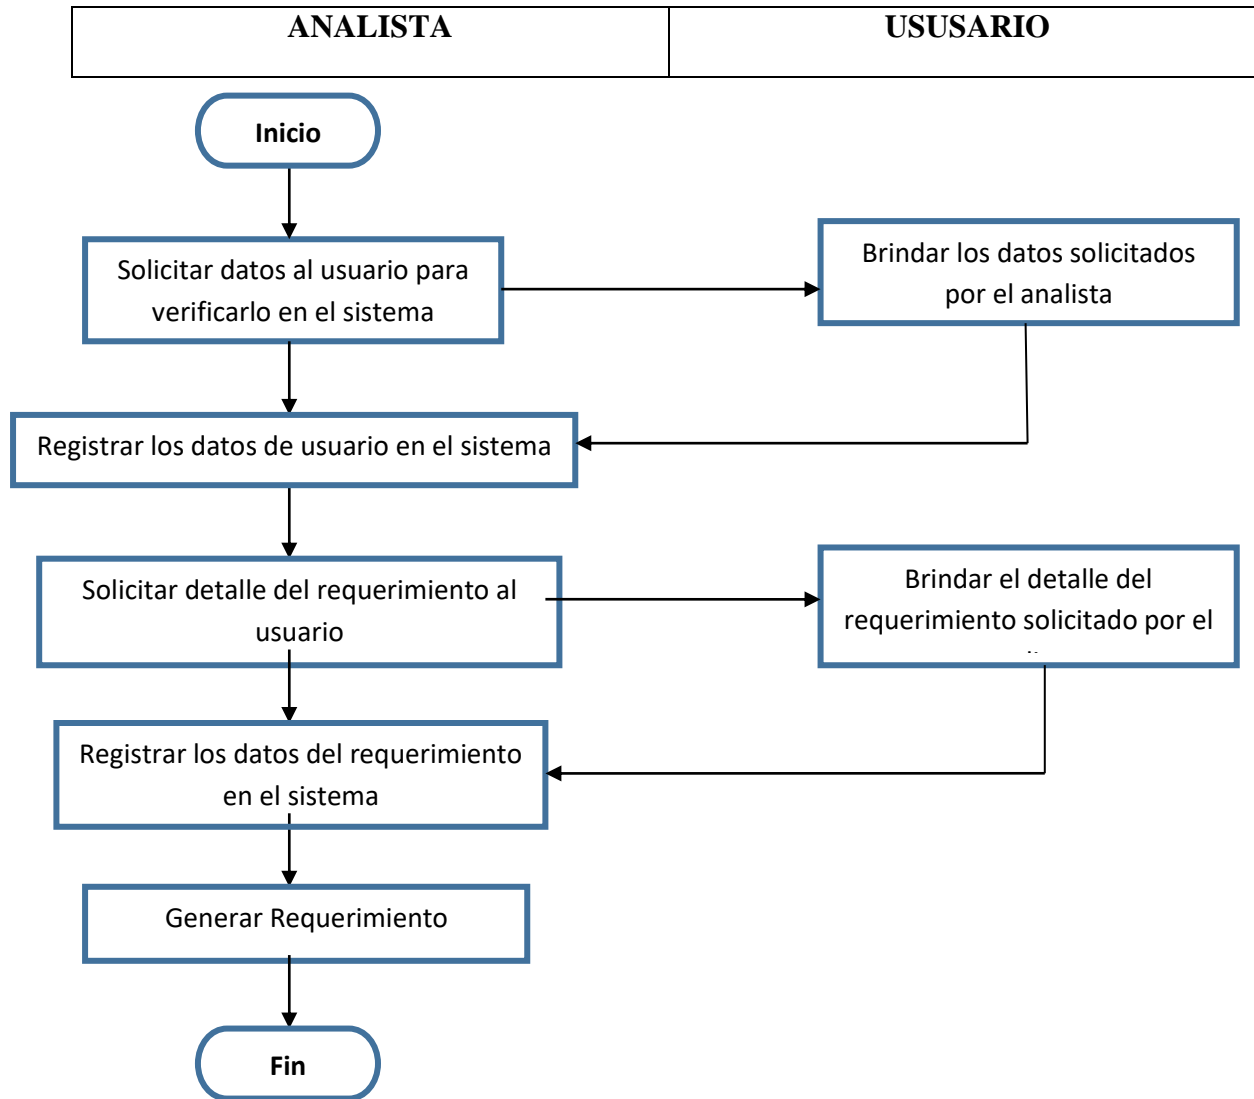 ANALISTA
USUSARIO
Inicio
Solicitar datos al usuario para
verificarlo en el sistema
Brindar los datos solicitados
por el analista
Registrar los datos de usuario en el sistema
Solicitar detalle del requerimiento al
usuario
Brindar el detalle del
requerimiento solicitado por el
Registrar los datos del requerimiento
en el sistema
Generar Requerimiento
Fin